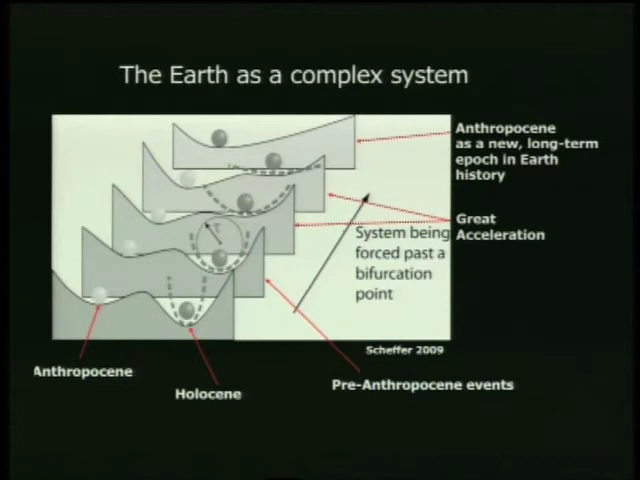 The Earth as a complex system
Anthropocene
as a new, long-term
epoch in Earth
history
Great
Acceleration
System being
forced past a
bifurcation
point
τ
Scheffer 2009
Anthropocene
Holocene
Pre-Anthropocene events